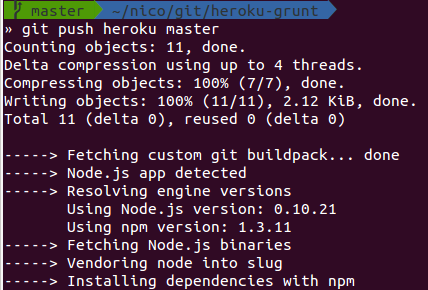 master ~/nico/git/heroku-grunt
» git push heroku master
Counting objects: 11, done.
Delta compression using up to 4 threads.
Compressing objects: 100% (7/7), done.
Writing objects: 100% (11/11), 2.12 KiB, done.
Total 11 (delta 0), reused 0 (delta 0)

-----> Fetching custom git buildpack... done
-----> Node.js app detected
-----> Resolving engine versions
       Using Node.js version: 0.10.21
       Using npm version: 1.3.11
-----> Fetching Node.js binaries
-----> Vendoring node into slug
-----> Installing dependencies with npm